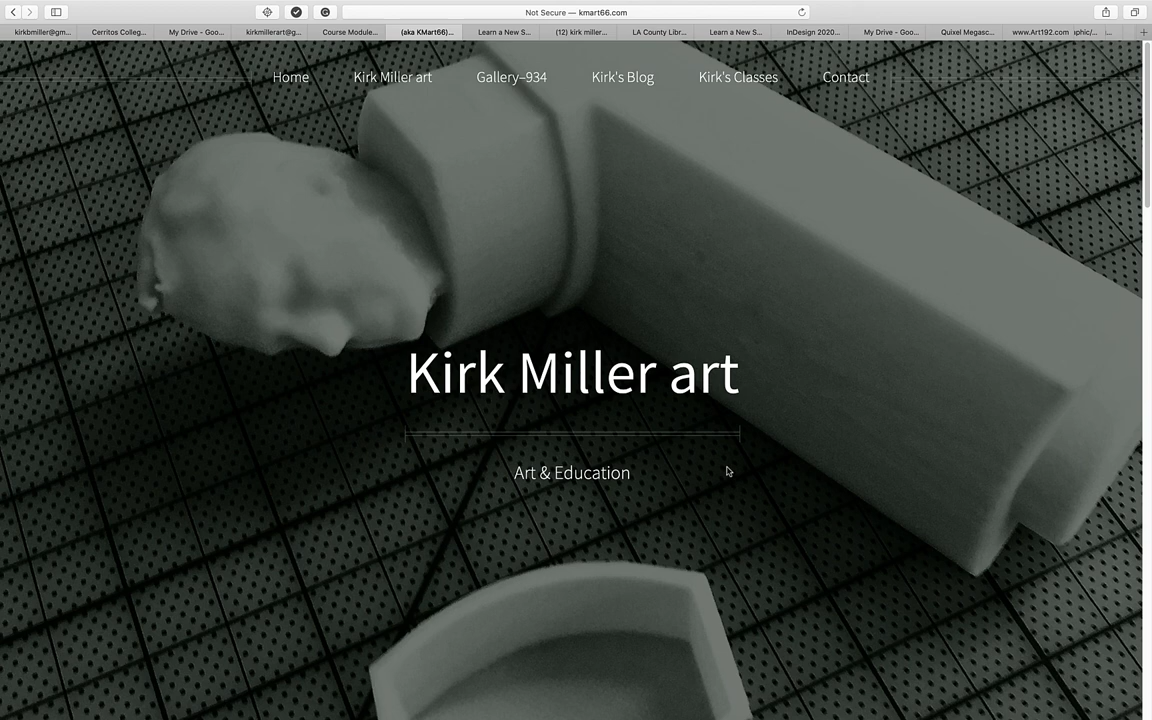 Not Secure — kmart66.com
kirkbmiller@gm...
Cerritos Colleg...
My Drive - Goo...
kirkmillerart@g...
Course Module...
(aka KMart66)...
Learn a New S...
(12) kirk miller...
LA County Libr...
Learn a New S...
InDesign 2020...
My Drive - Goo...
Quixel Megasc...
www.Art192.com
Home
Kirk Miller art
Gallery–934
Kirk's Blog
Kirk's Classes
Contact
Kirk Miller art
Art & Education